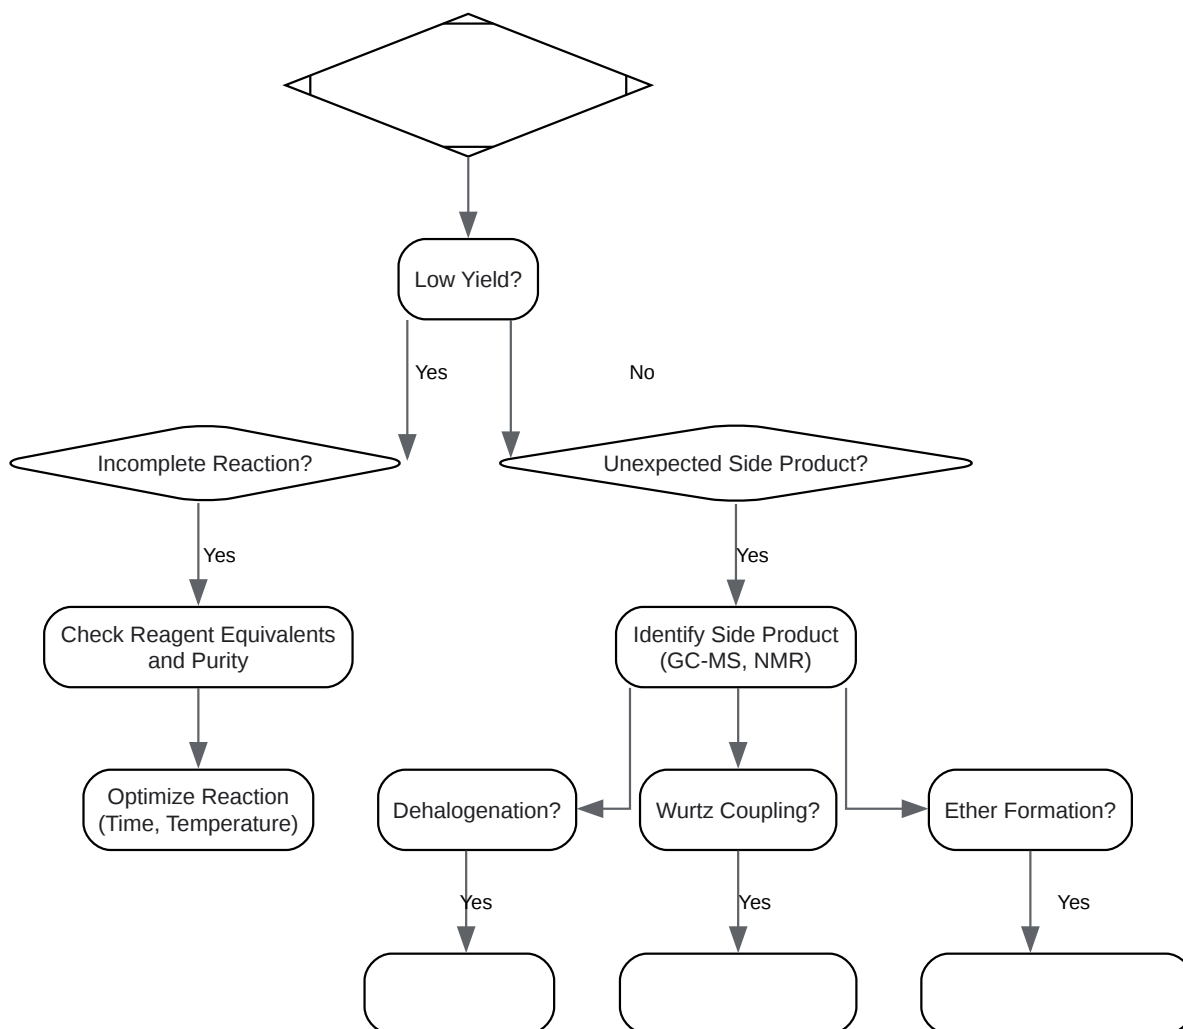 Low Yield?
Yes
No
Incomplete Reaction?
Unexpected Side Product?
Yes
Yes
Check Reagent Equivalents
and Purity
Identify Side Product
(GC-MS, NMR)
Optimize Reaction
(Time, Temperature)
Dehalogenation?
Wurtz Coupling?
Ether Formation?
Yes
Yes
Yes